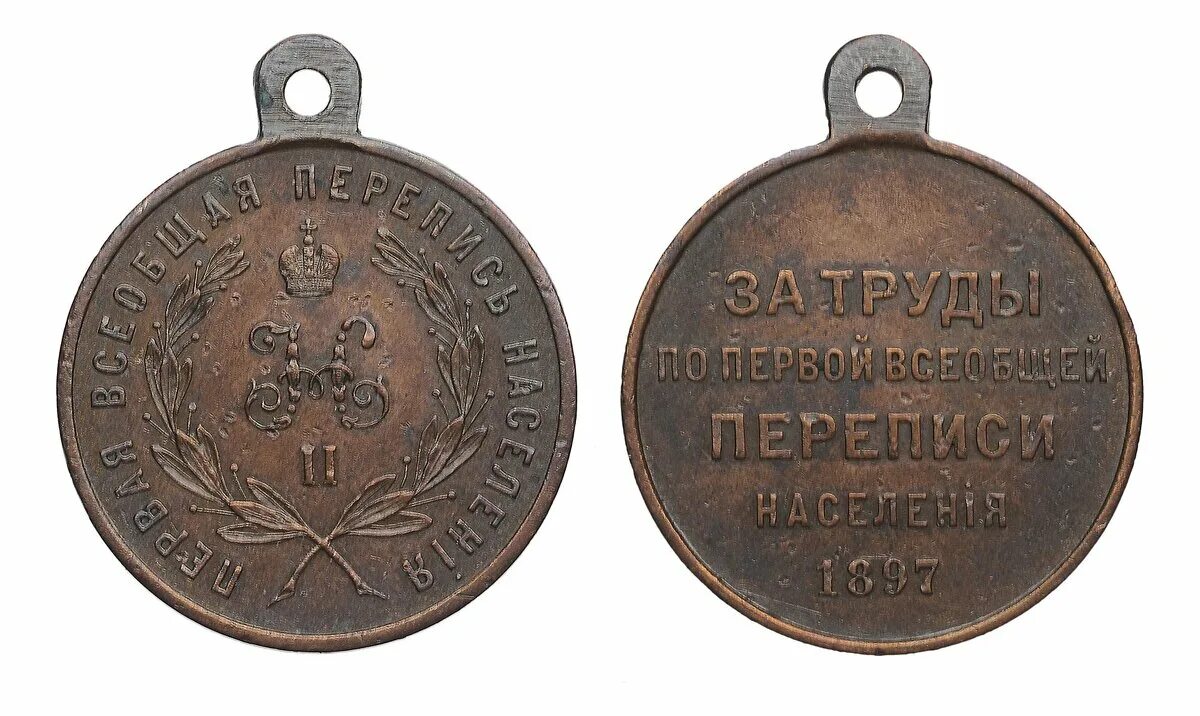 ПЕРВАЯ ВСЕОБЩАЯ ПЕРЕПИСЬ НАСЕЛЕНІЯ
Н
II
ЗА ТРУДЫ
ПО ПЕРВОЙ ВСЕОБЩЕЙ
ПЕРЕПИСИ
НАСЕЛЕНІЯ
1897